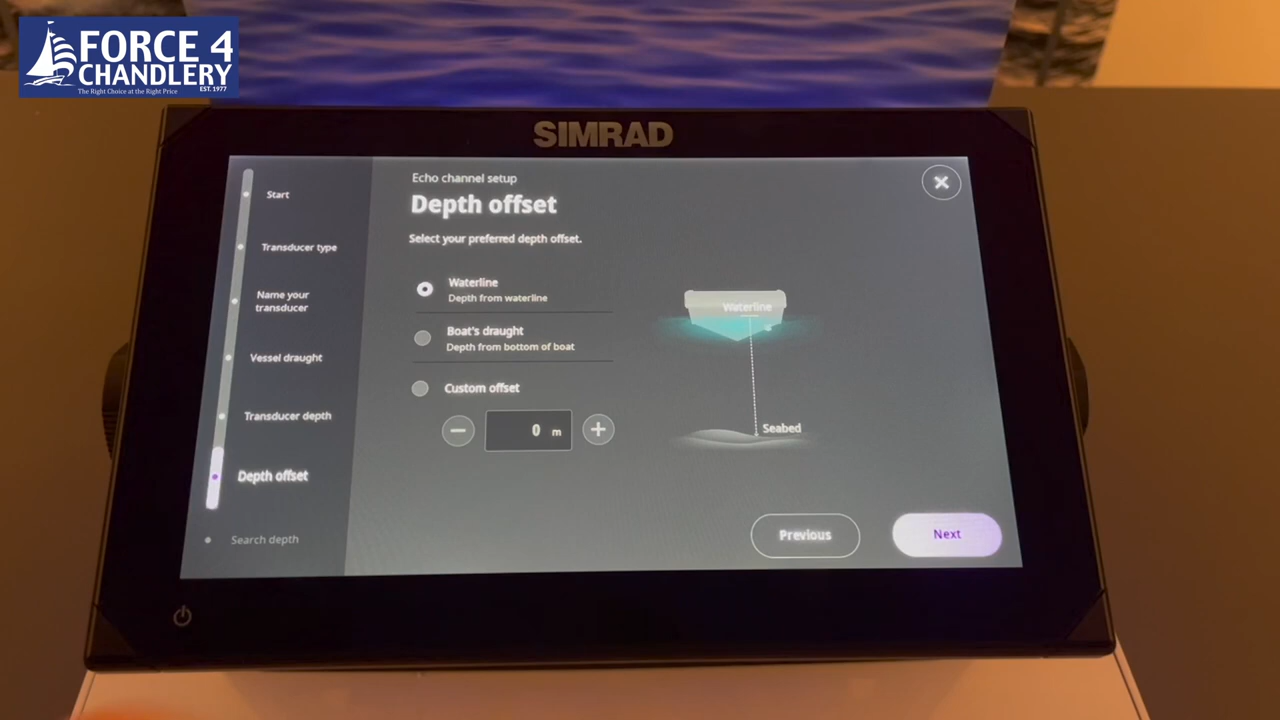 FORCE 4
CHANDLERY
EST. 1977
The Right Choice at the Right Price
SIMRAD
Start
Transducer type
Name your
transducer
Vessel draught
Transducer depth
Depth offset
Search depth
Echo channel setup
Depth offset
Select your preferred depth offset.
Waterline
Depth from waterline
Boat's draught
Depth from bottom of boat
Custom offset
0 m
Waterline
Seabed
Previous
Next